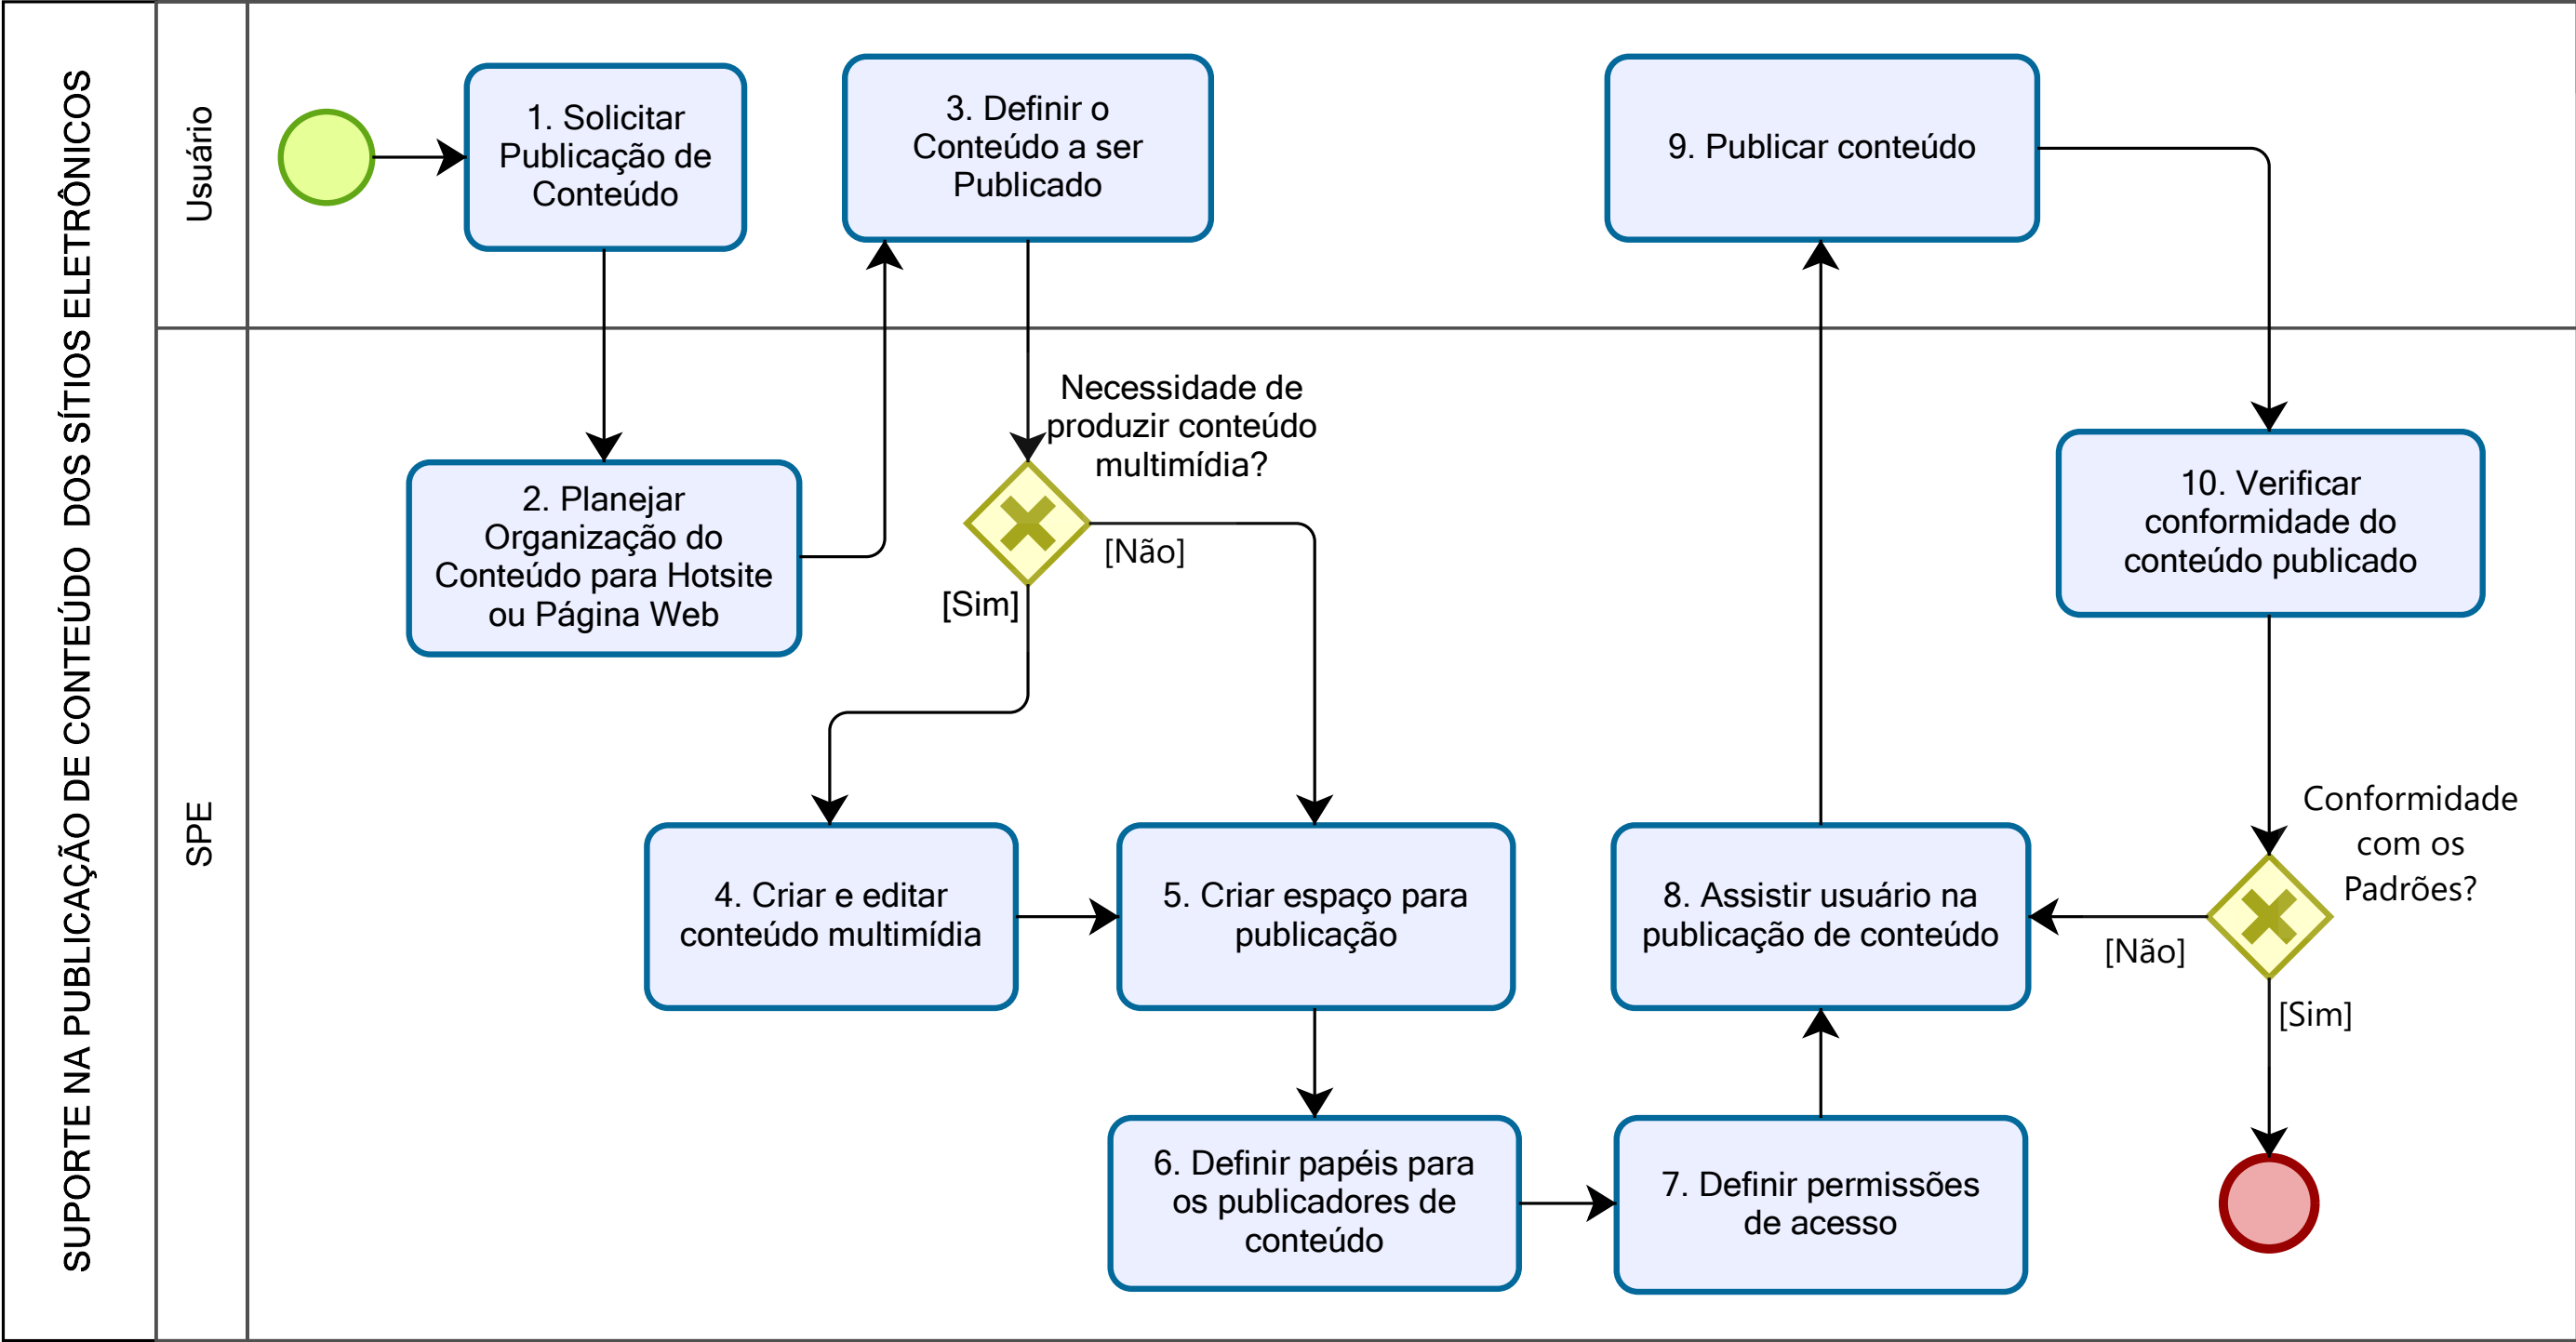 SUPORTE NA PUBLICAÇÃO DE CONTEÚDO DOS SÍTIOS ELETRÔNICOS
Usuário
1. Solicitar
Publicação de
Conteúdo
3. Definir o
Conteúdo a ser
Publicado
9. Publicar conteúdo
SPE
2. Planejar
Organização do
Conteúdo para Hotsite
ou Página Web
Necessidade de
produzir conteúdo
multimídia?
[Não]
[Sim]
4. Criar e editar
conteúdo multimídia
5. Criar espaço para
publicação
6. Definir papéis para
os publicadores de
conteúdo
7. Definir permissões
de acesso
8. Assistir usuário na
publicação de conteúdo
10. Verificar
conformidade do
conteúdo publicado
Conformidade
com os
Padrões?
[Não]
[Sim]